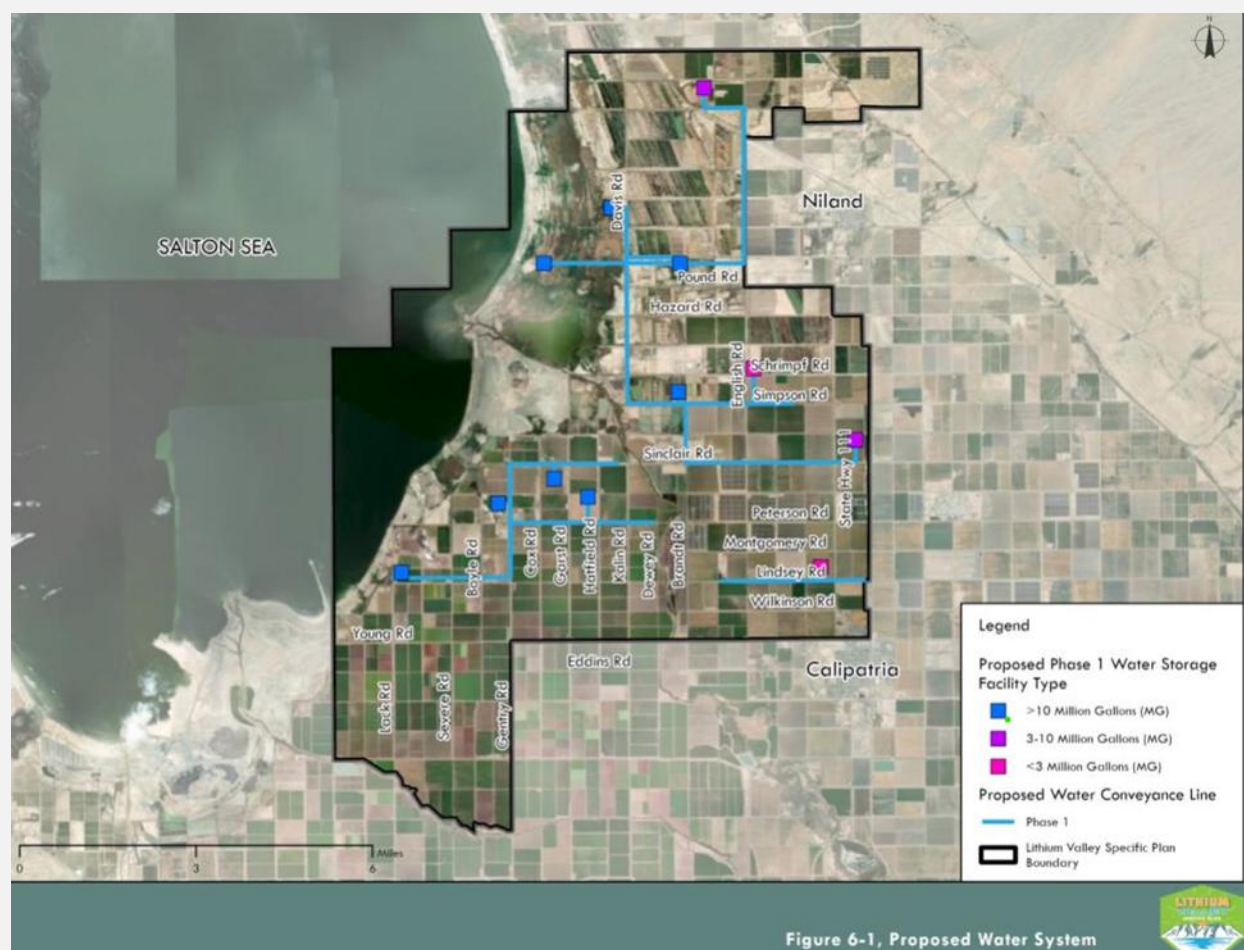 N
SALTON SEA
Niland
Davis Rd
Pound Rd
Hazard Rd
English Rd
Schrimpf Rd
Simpson Rd
State Hwy 111
Sinclair Rd
Peterson Rd
Montgomery Rd
Lindsey Rd
Wilkinson Rd
Boyle Rd
Cox Rd
Garst Rd
Hatfield Rd
Kalin Rd
Dewey Rd
Brandt Rd
Young Rd
Eddins Rd
Calipatria
Lack Rd
Severe Rd
Gentry Rd
Miles
0 3 6
Legend
Proposed Phase 1 Water Storage
Facility Type
>10 Million Gallons (MG)
3-10 Million Gallons (MG)
<3 Million Gallons (MG)
Proposed Water Conveyance Line
Phase 1
Lithium Valley Specific Plan
Boundary
LITHIUM
Figure 6-1, Proposed Water System